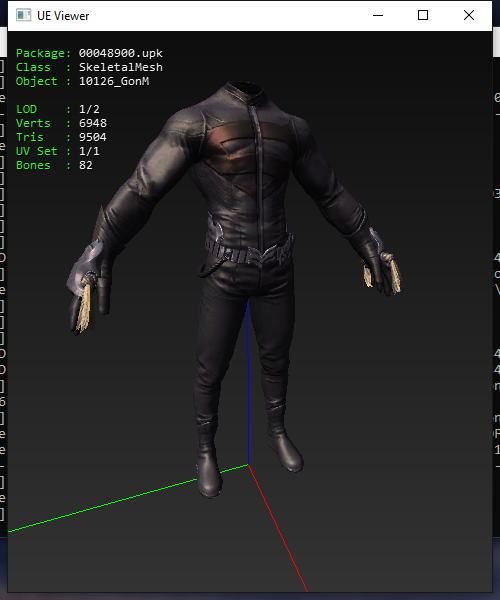 UE Viewer
Package: 00048900.upk
Class : SkeletalMesh
Object : 10126_GonM
LOD : 1/2
Verts : 6948
Tris : 9504
UV Set : 1/1
Bones : 82